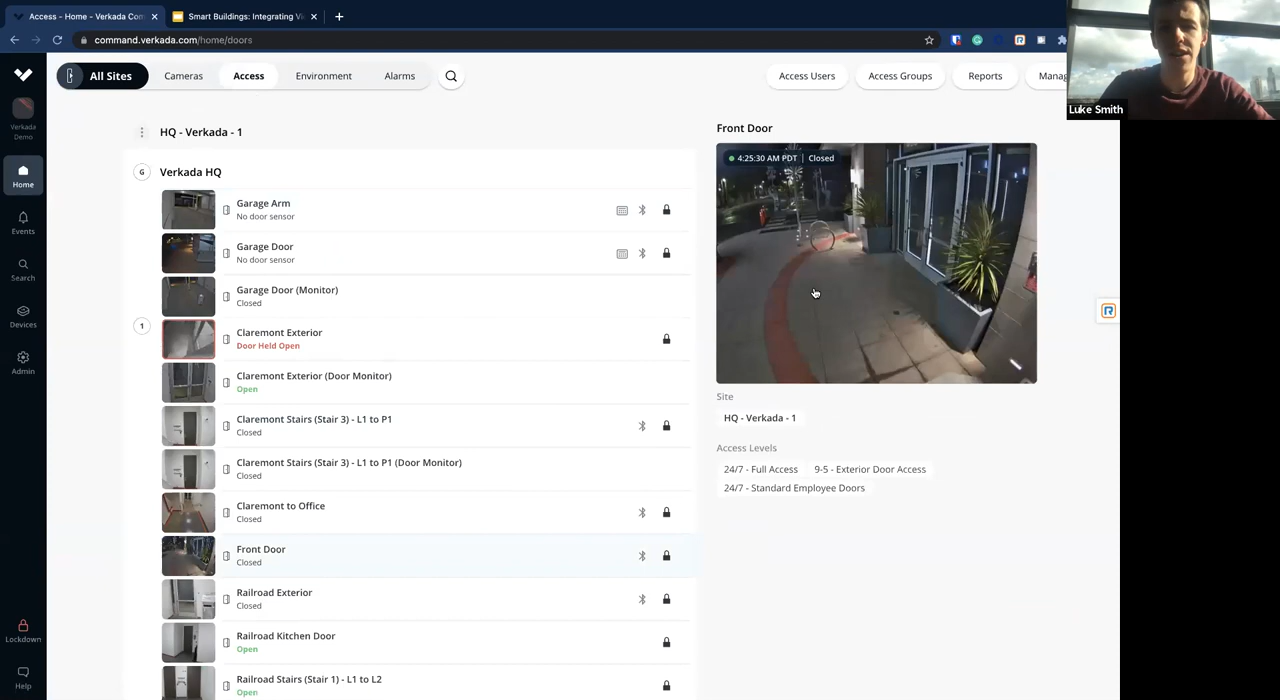 Access - Home - Verkada Com
Smart Buildings: Integrating Vi
command.verkada.com/home/doors
All Sites
Cameras
Access
Environment
Alarms
Access Users
Access Groups
Reports
Luke Smith
Verkada
Demo
Home
Events
Search
Devices
Admin
Lockdown
Help
HQ - Verkada - 1
G
Verkada HQ
Garage Arm
No door sensor
Garage Door
No door sensor
Garage Door (Monitor)
Closed
1
Claremont Exterior
Door Held Open
Claremont Exterior (Door Monitor)
Open
Claremont Stairs (Stair 3) - L1 to P1
Closed
Claremont Stairs (Stair 3) - L1 to P1 (Door Monitor)
Closed
Claremont to Office
Closed
Front Door
Closed
Railroad Exterior
Closed
Railroad Kitchen Door
Open
Railroad Stairs (Stair 1) - L1 to L2
Open
Front Door
4:25:30 AM PDT | Closed
Site
HQ - Verkada - 1
Access Levels
24/7 - Full Access 9-5 - Exterior Door Access
24/7 - Standard Employee Doors